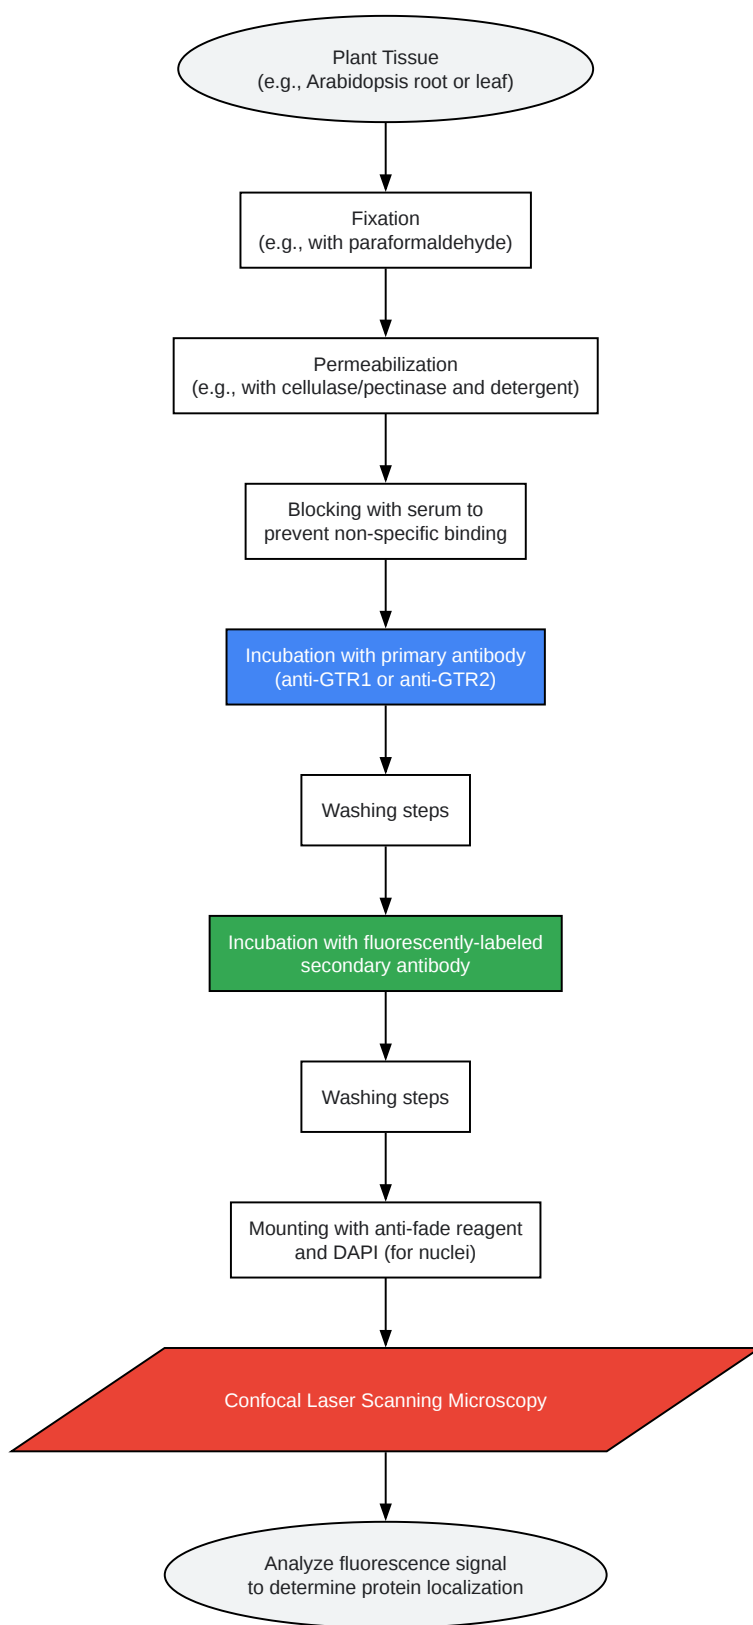 Plant Tissue
(e.g., Arabidopsis root or leaf)
Fixation
(e.g., with paraformaldehyde)
Permeabilization
(e.g., with cellulase/pectinase and detergent)
Blocking with serum to
prevent non-specific binding
Incubation with primary antibody
(anti-GTR1 or anti-GTR2)
Washing steps
Incubation with fluorescently-labeled
secondary antibody
Washing steps
Mounting with anti-fade reagent
and DAPI (for nuclei)
Confocal Laser Scanning Microscopy
Analyze fluorescence signal
to determine protein localization